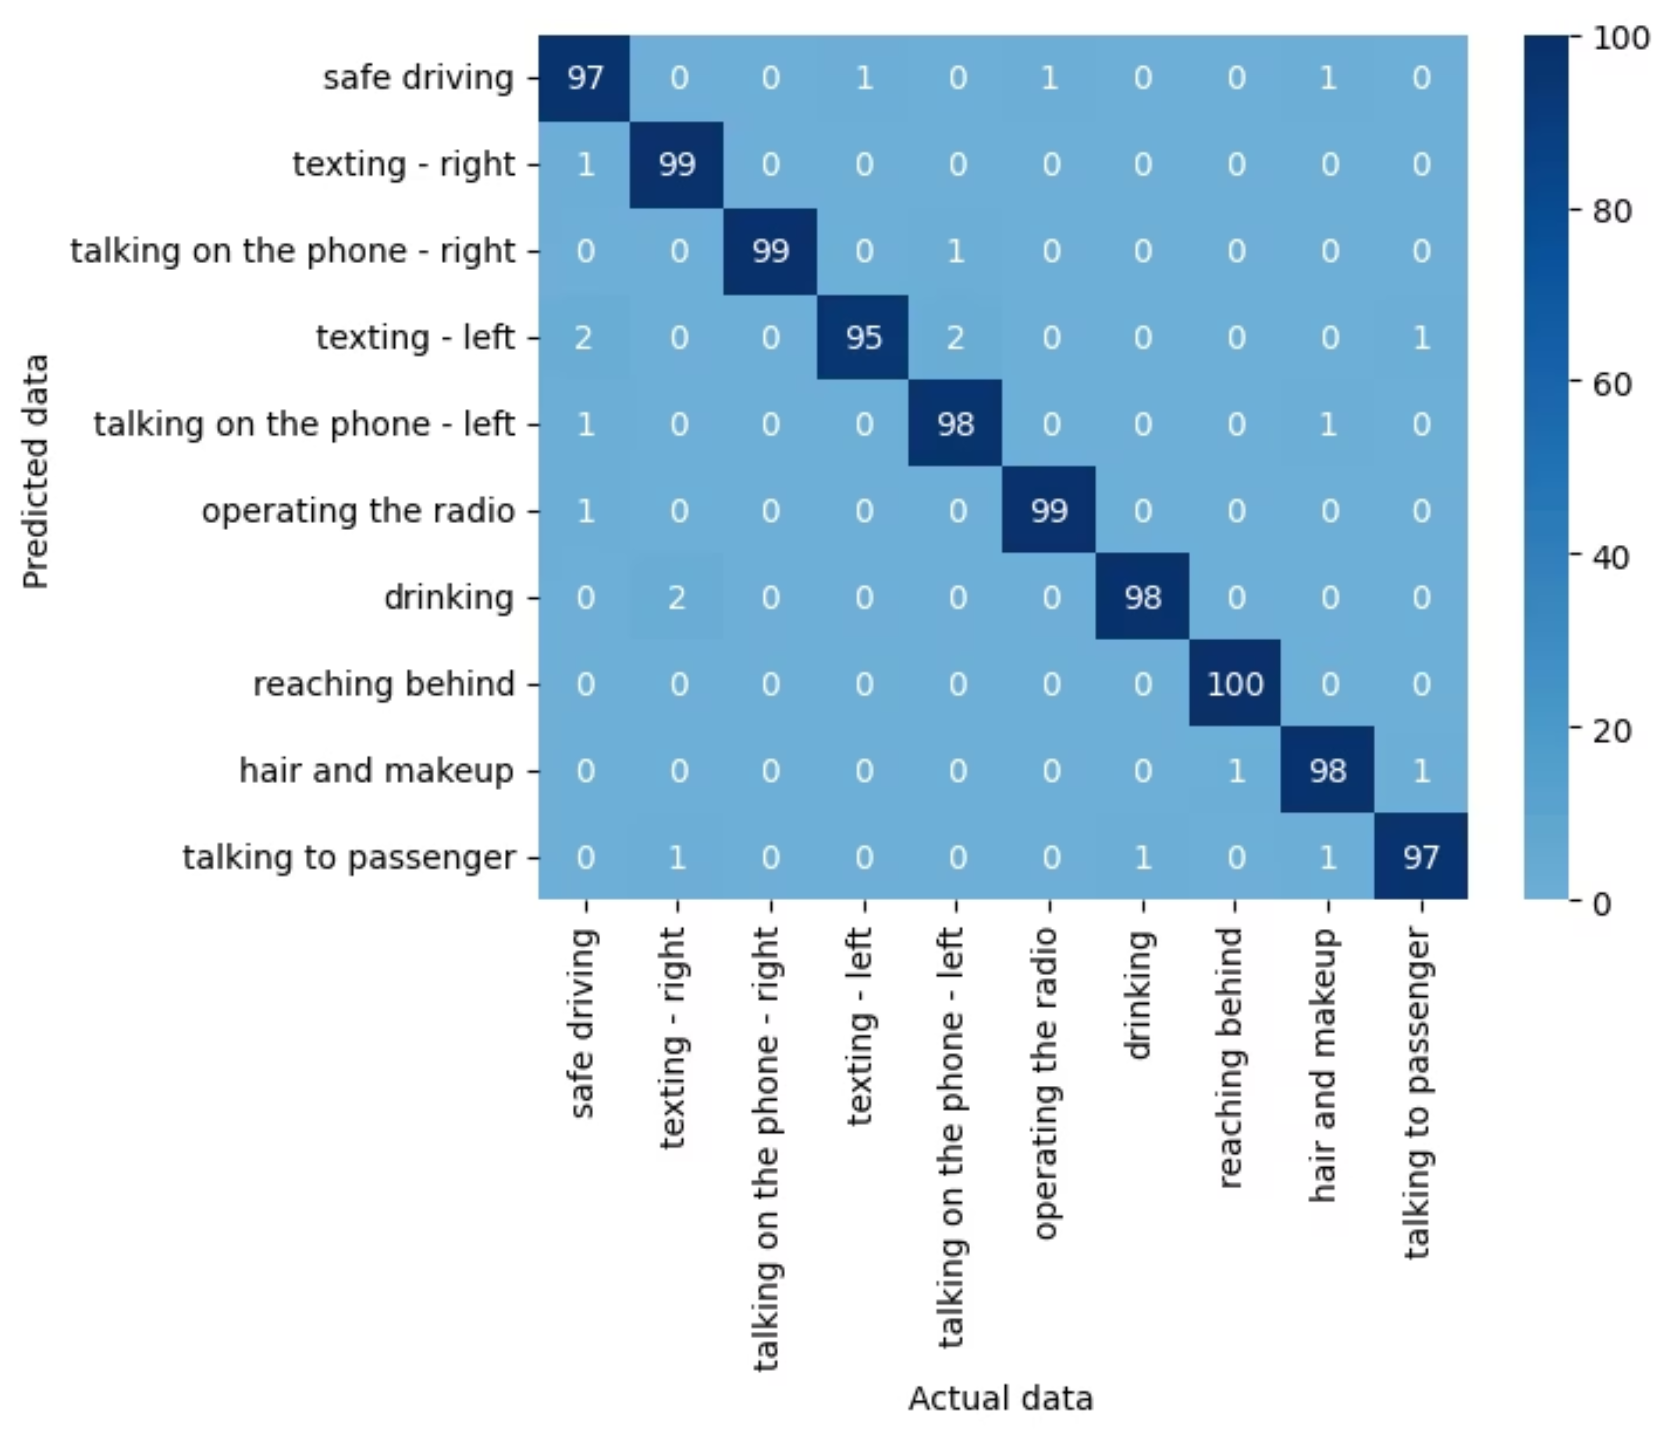 safe driving 97 0 0 1 0 1 0 0 1 0
texting - right 1 99 0 0 0 0 0 0 0 0
talking on the phone - right 0 0 99 0 1 0 0 0 0 0
texting - left 2 0 0 95 2 0 0 0 0 1
talking on the phone - left 1 0 0 0 98 0 0 0 1 0
operating the radio 1 0 0 0 0 99 0 0 0 0
drinking 0 2 0 0 0 0 98 0 0 0
reaching behind 0 0 0 0 0 0 0 100 0 0
hair and makeup 0 0 0 0 0 0 0 1 98 1
talking to passenger 0 1 0 0 0 0 1 0 1 97
Predicted data
safe driving
texting - right
talking on the phone - right
texting - left
talking on the phone - left
operating the radio
drinking
reaching behind
hair and makeup
talking to passenger
Actual data
100
80
60
40
20
0